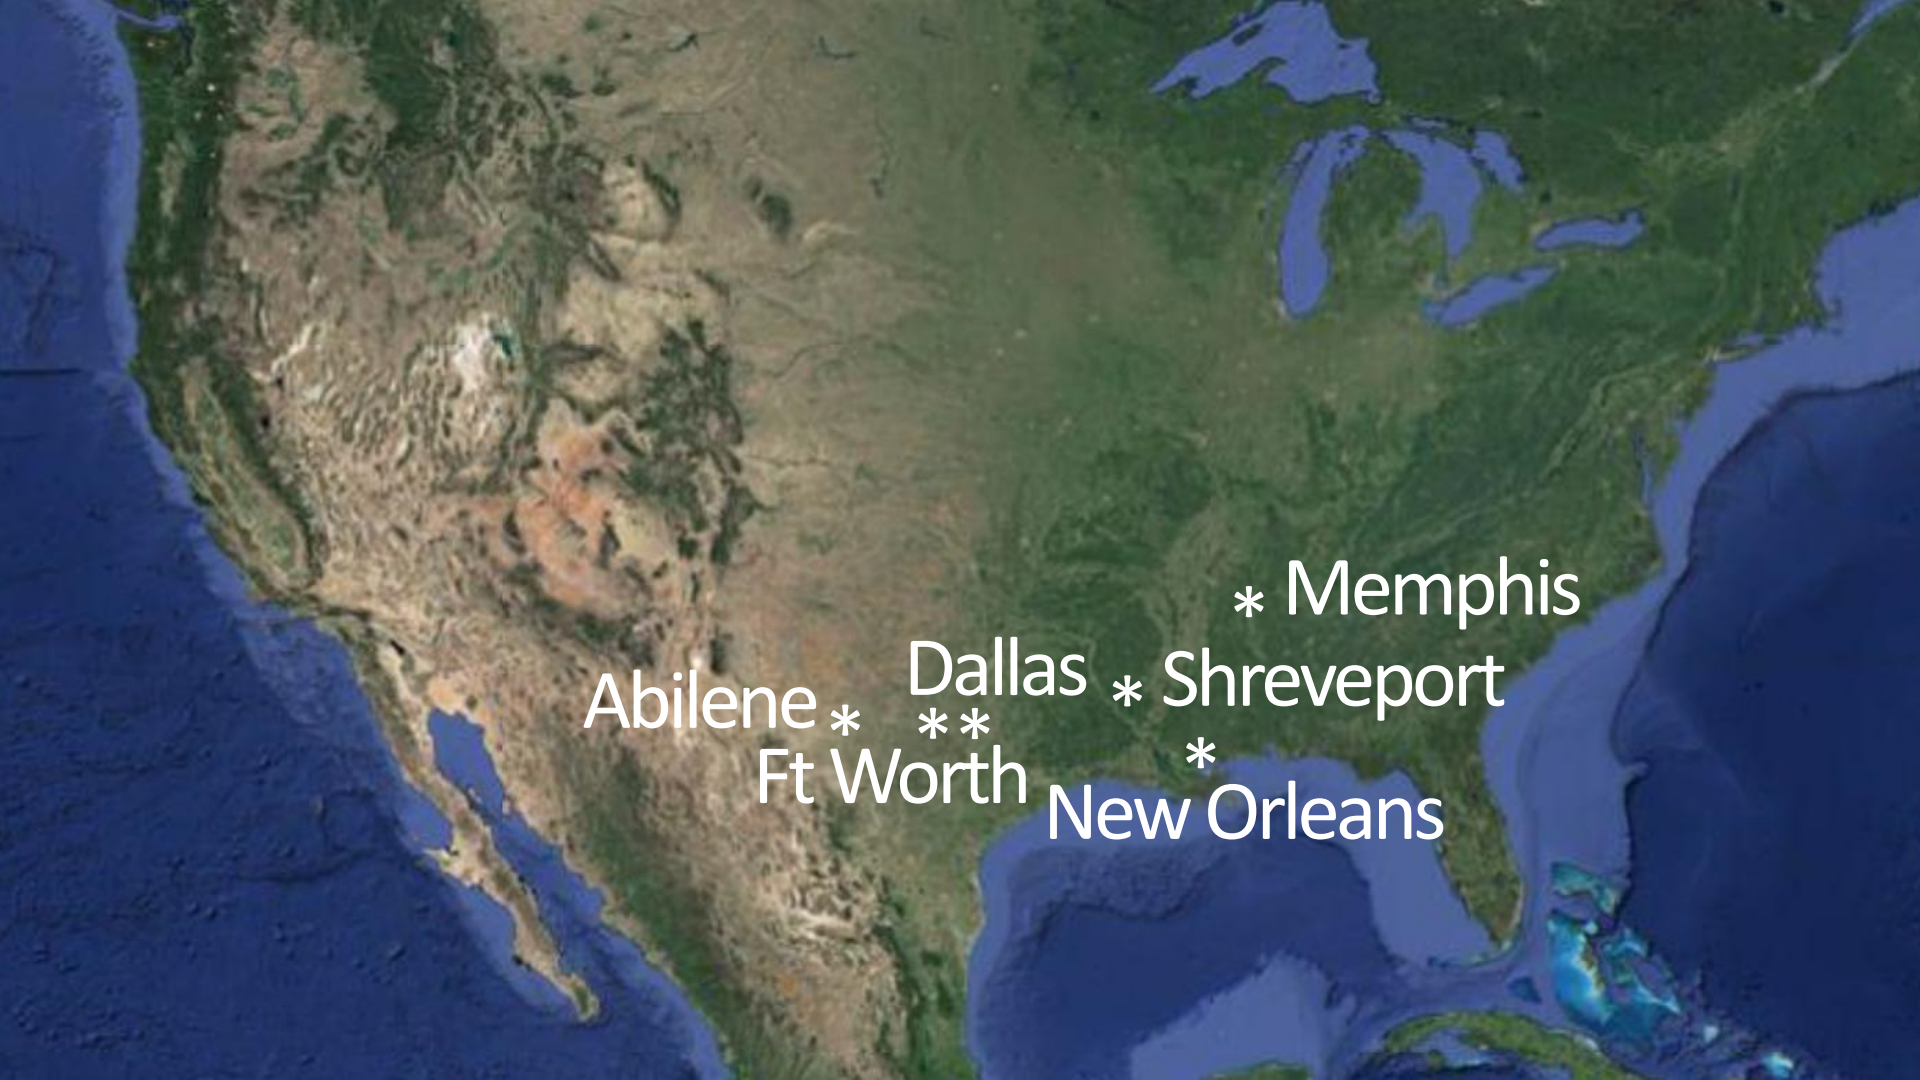 * Memphis
Dallas
* Shreveport
Abilene *
* *
Ft Worth
*
New Orleans